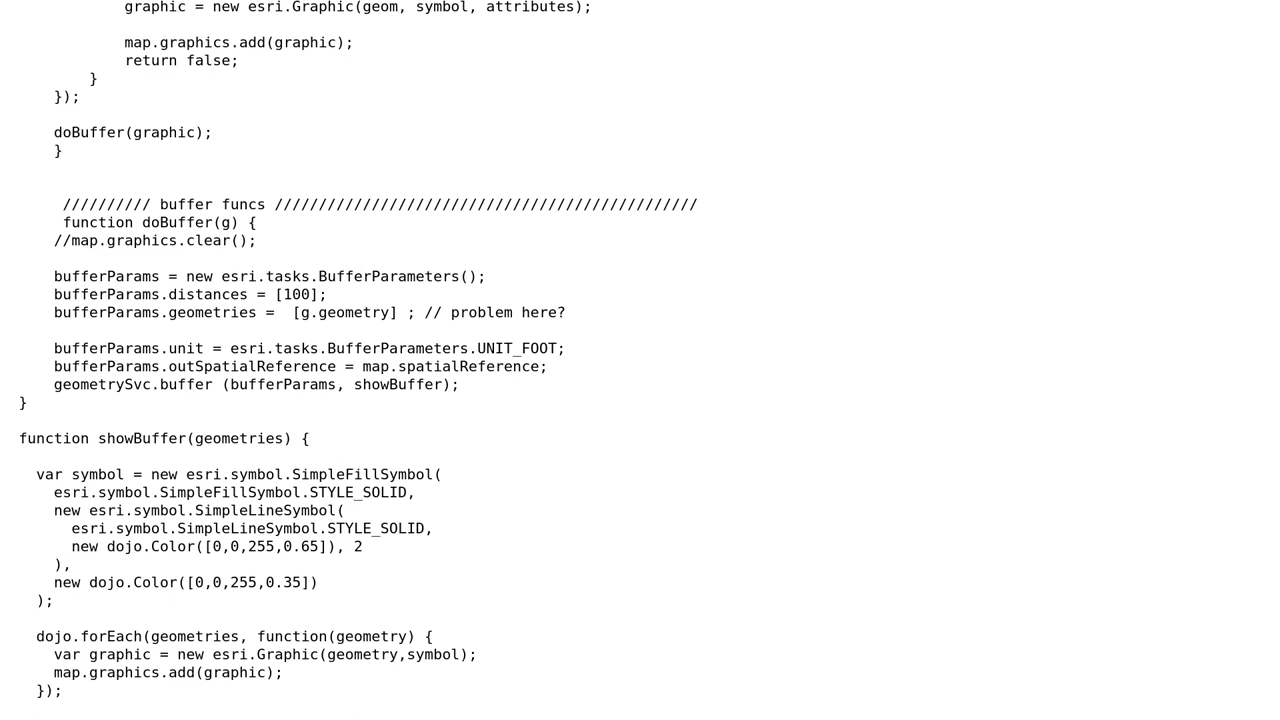 graphic = new esri.Graphic(geom, symbol, attributes);
map.graphics.add(graphic);
return false;
}
});
doBuffer(graphic);
}
////////// buffer funcs ////////////////////////////////////////////////
function doBuffer(g) {
//map.graphics.clear();
bufferParams = new esri.tasks.BufferParameters();
bufferParams.distances = [100];
bufferParams.geometries =  [g.geometry] ; // problem here?
bufferParams.unit = esri.tasks.BufferParameters.UNIT_FOOT;
bufferParams.outSpatialReference = map.spatialReference;
geometrySvc.buffer (bufferParams, showBuffer);
}
function showBuffer(geometries) {
var symbol = new esri.symbol.SimpleFillSymbol(
esri.symbol.SimpleFillSymbol.STYLE_SOLID,
new esri.symbol.SimpleLineSymbol(
esri.symbol.SimpleLineSymbol.STYLE_SOLID,
new dojo.Color([0,0,255,0.65]), 2
),
new dojo.Color([0,0,255,0.35])
);
dojo.forEach(geometries, function(geometry) {
var graphic = new esri.Graphic(geometry,symbol);
map.graphics.add(graphic);
});